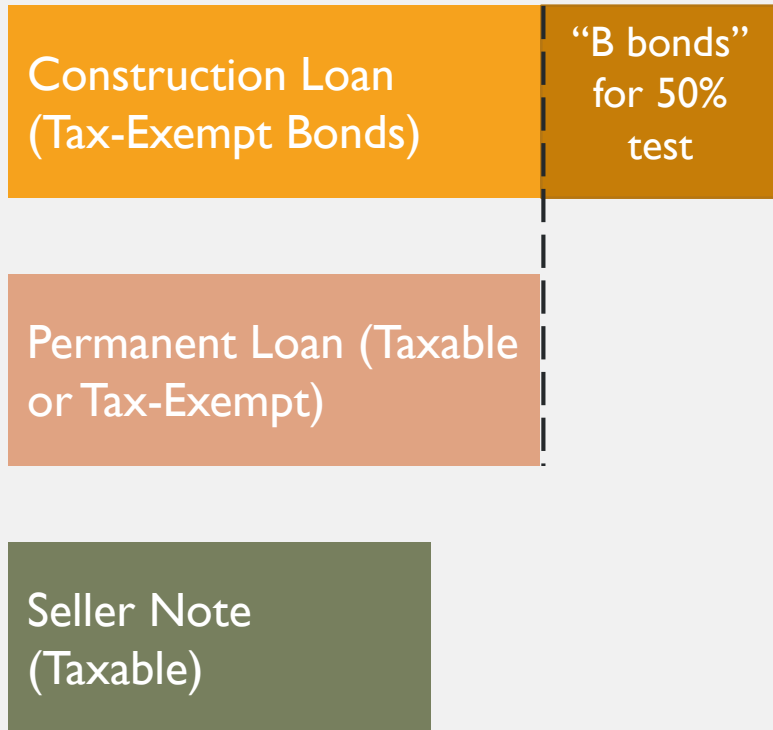 Construction Loan
(Tax-Exempt Bonds)
“B bonds”
for 50%
test
Permanent Loan (Taxable
or Tax-Exempt)
Seller Note
(Taxable)